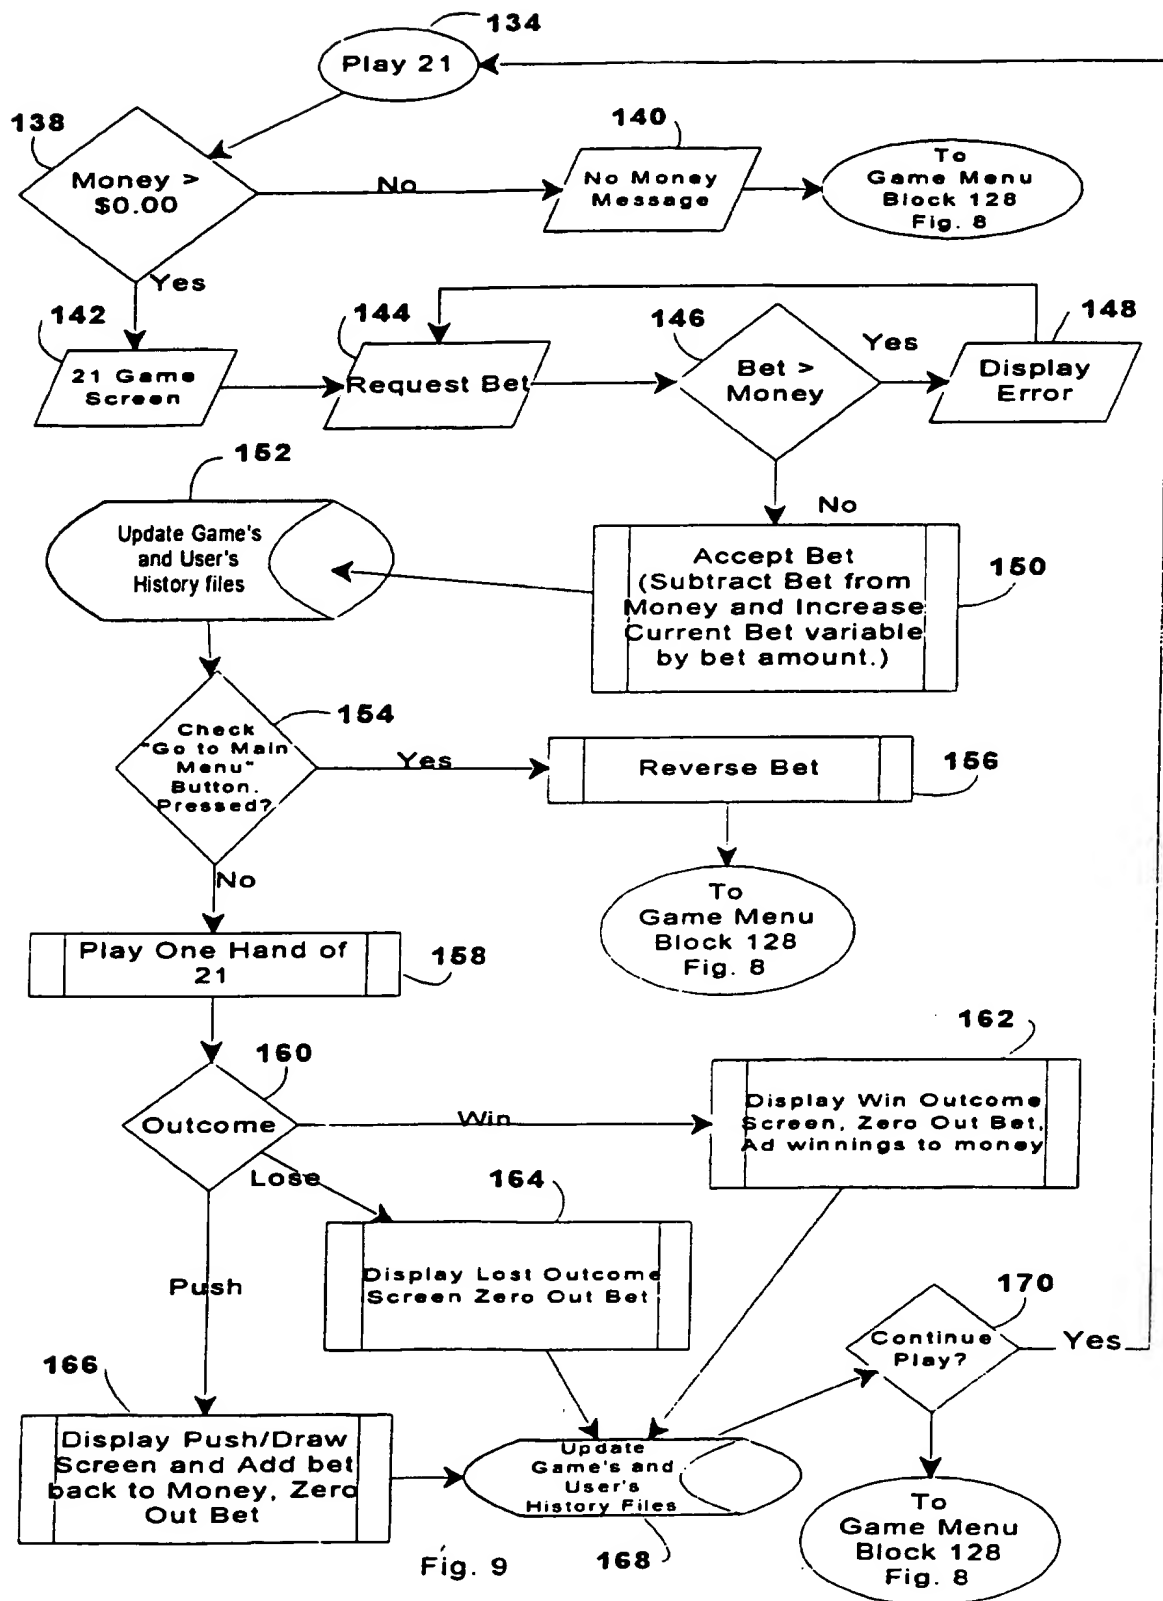 134
Play 21
138
Money >
$0.00
No
140
No Money
Message
To
Game Menu
Block 128
Fig. 8
Yes
142
21 Game
Screen
144
Request Bet
146
Bet >
Money
Yes
148
Display
Error
No
152
Update Game's
and User's
History files
Accept Bet
(Subtract Bet from
Money and Increase
Current Bet variable
by bet amount.)
150
154
Check
"Go to Main
Menu"
Button.
Pressed?
Yes
Reverse Bet
156
No
To
Game Menu
Block 128
Fig. 8
Play One Hand of
21
158
160
Outcome
Win
162
Display Win Outcome
Screen, Zero Out Bet,
Ad winnings to money
Lose
164
Display Lost Outcome
Screen Zero Out Bet
Push
170
Continue
Play?
Yes
166
Display Push/Draw
Screen and Add bet
back to Money, Zero
Out Bet
Update
Game's and
User's
History Files
168
To
Game Menu
Block 128
Fig. 8
Fig. 9